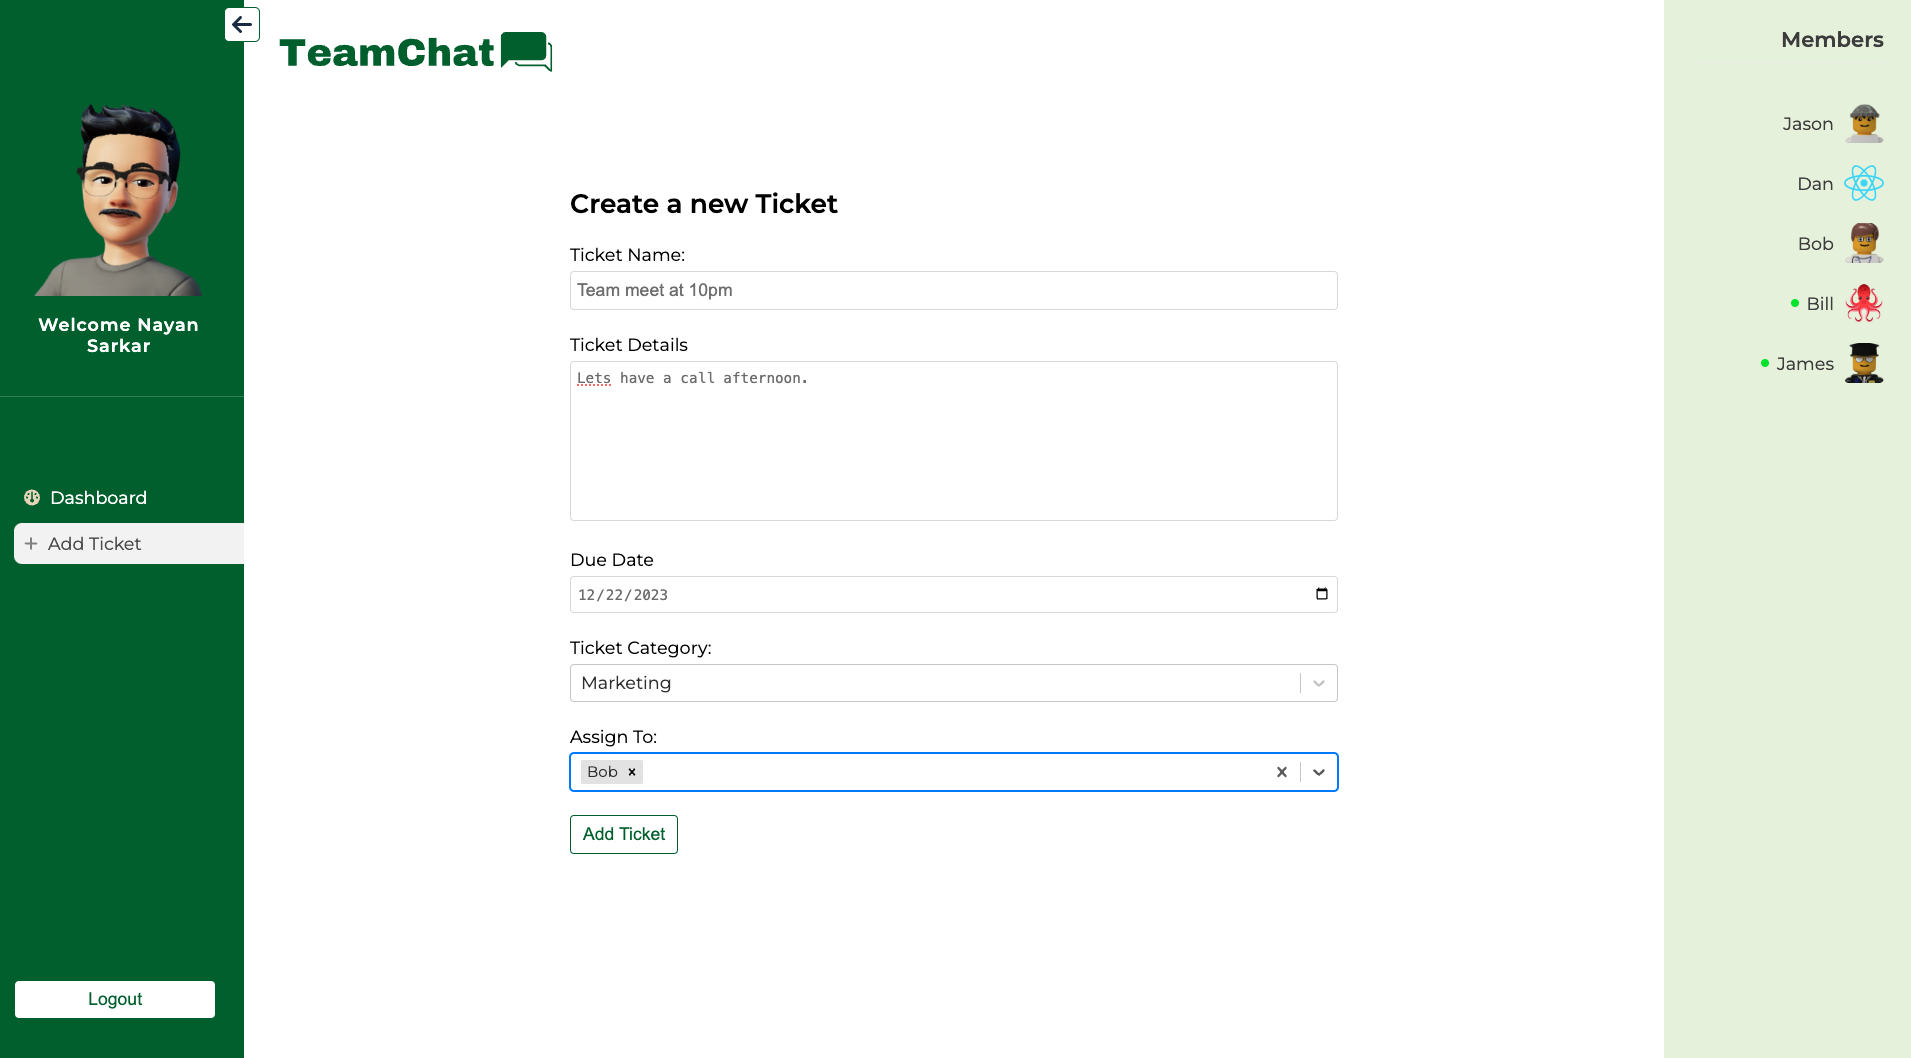 TeamChat
Welcome Nayan
Sarkar
Dashboard
Add Ticket
Logout
Create a new Ticket
Ticket Name:
Team meet at 10pm
Ticket Details
Lets have a call afternoon.
Due Date
12/22/2023
Ticket Category:
Marketing
Assign To:
Bob
Add Ticket
Members
Jason
Dan
Bob
Bill
James